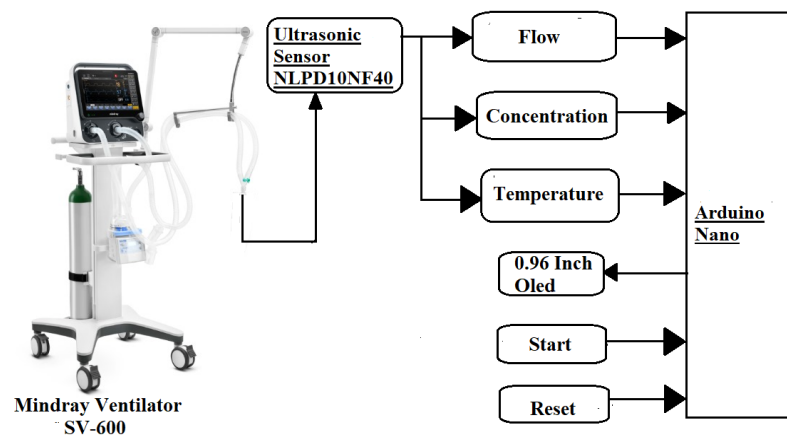 Ultrasonic
Sensor
NLPD10NF40
Flow
Concentration
Temperature
Arduino
Nano
0.96 Inch
Oled
Start
Reset
Mindray Ventilator
SV-600